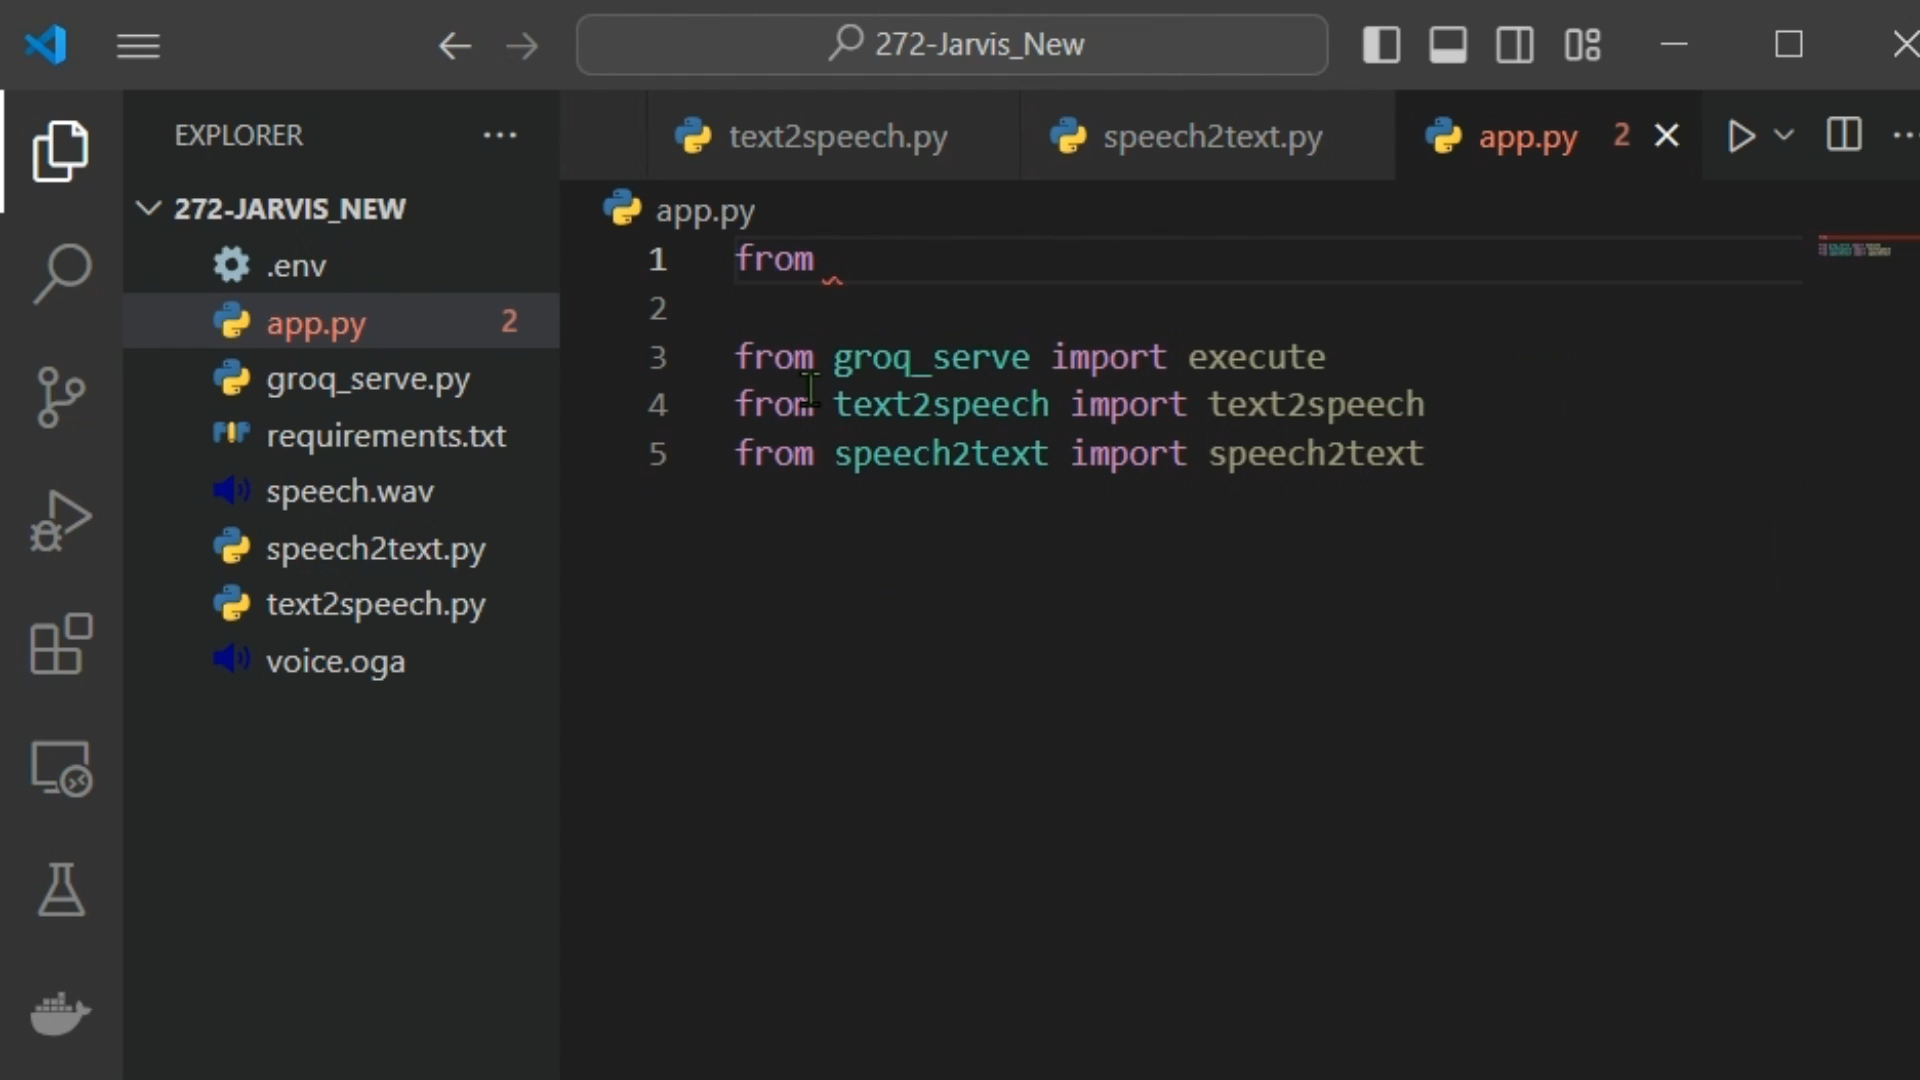 272-Jarvis_New
EXPLORER
text2speech.py
speech2text.py
app.py 2
272-JARVIS_NEW
.env
app.py 2
groq_serve.py
requirements.txt
speech.wav
speech2text.py
text2speech.py
voice.oga
app.py
1 from
2
3 from groq_serve import execute
4 from text2speech import text2speech
5 from speech2text import speech2text